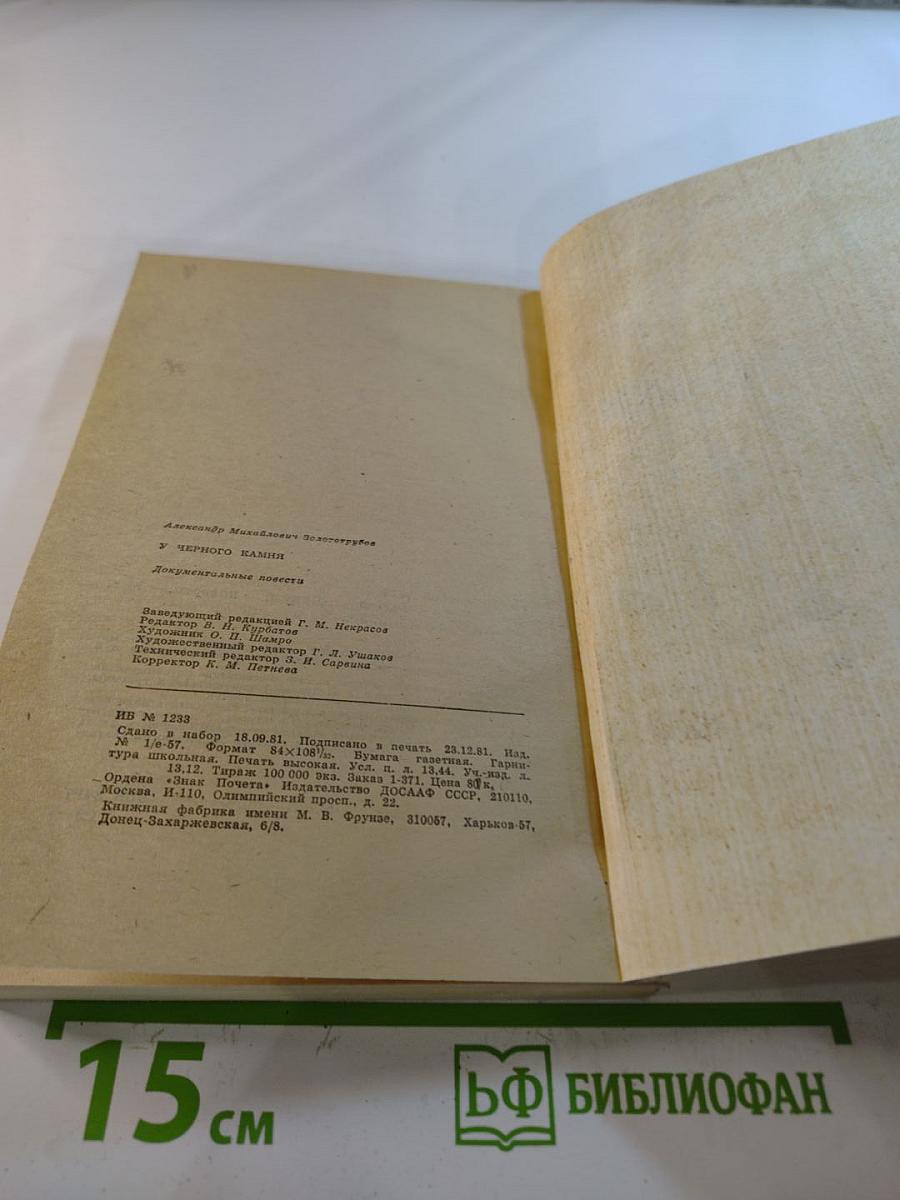 Александр Михайлович Золототрубов
У ЧЕРНОГО КАМНЯ
Документальные повести
Заведующий редакцией Г. М. Некрасов
Редактор В. Н. Курбатов
Художник О. П. Шамро
Художественный редактор Г. Л. Ушаков
Технический редактор З. И. Сарвина
Корректор К. М. Петнева
ИБ № 1233
Сдано в набор 18.09.81. Подписано в печать 23.12.81. Изд.
№ 1/е-57. Формат 84×108¹/₃₂. Бумага газетная. Гарни-
тура школьная. Печать высокая. Усл. п. л. 13,44. Уч.-изд. л.
13,12. Тираж 100 000 экз. Заказ 1-371. Цена к.
Ордена «Знак Почета» Издательство ДОСААФ СССР, 210110,
Москва, И-110, Олимпийский просп., д. 22.
Книжная фабрика имени М. В. Фрунзе, 310057, Харьков-57,
Донец-Захаржевская, 6/8.
15 см
ЬФ БИБЛИОФАН